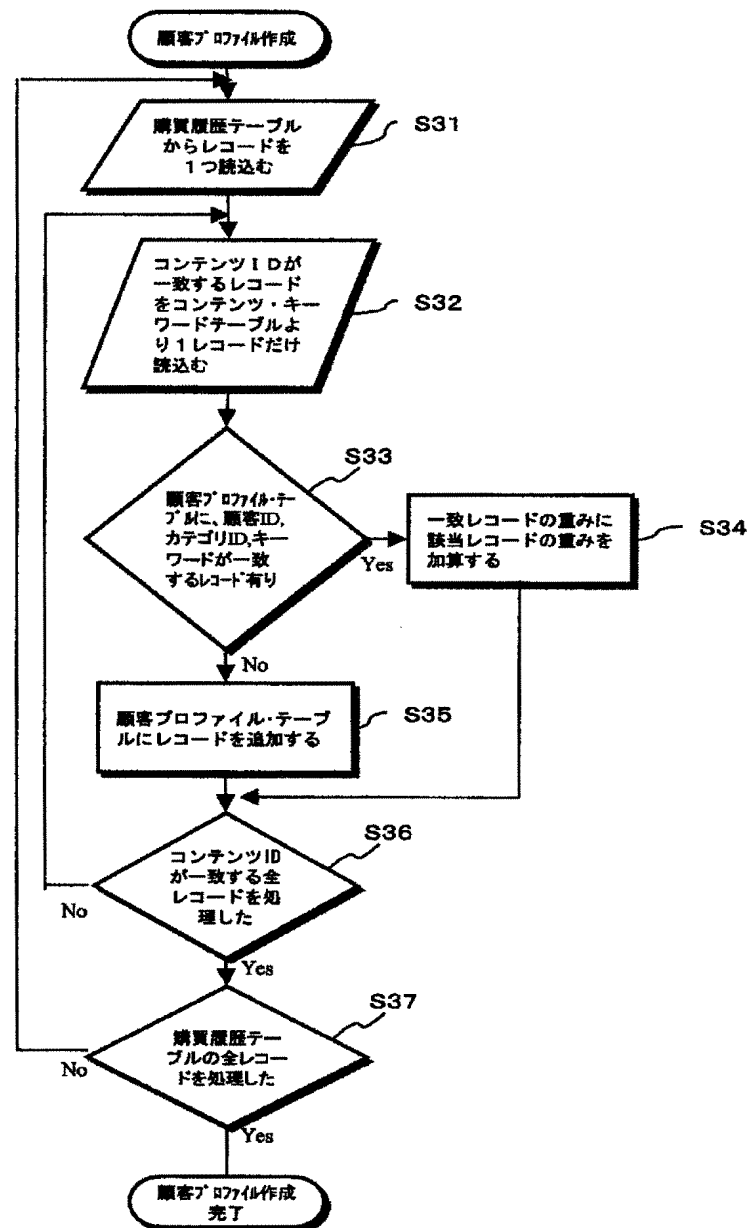 顧客プロファイル作成
購買履歴テーブル
からレコードを
1つ読込む
S31
コンテンツIDが
一致するレコード
をコンテンツ・キー
ワードテーブルよ
り1レコードだけ
読込む
S32
S33
顧客プロファイル・テー
ブルに、顧客ID,
カテゴリID,キー
ワードが一致
するレコード有り
Yes
一致レコードの重みに
該当レコードの重みを
加算する
S34
No
顧客プロファイル・テーブ
ルにレコードを追加する
S35
S36
コンテンツID
が一致する全
レコードを処
理した
No
Yes
S37
購買履歴テー
ブルの全レコー
ドを処理した
No
Yes
顧客プロファイル作成
完了